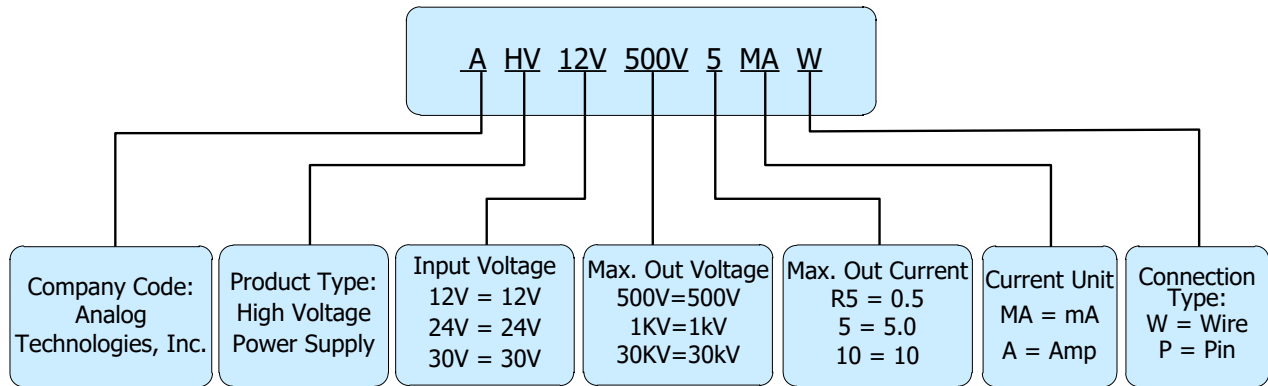 A HV 12V 500V 5 MA W
Company Code:
Analog
Technologies, Inc.
Product Type:
High Voltage
Power Supply
Input Voltage
12V = 12V
24V = 24V
30V = 30V
Max. Out Voltage
500V=500V
1KV=1kV
30KV=30kV
Max. Out Current
R5 = 0.5
5 = 5.0
10 = 10
Current Unit
MA = mA
A = Amp
Connection
Type:
W = Wire
P = Pin